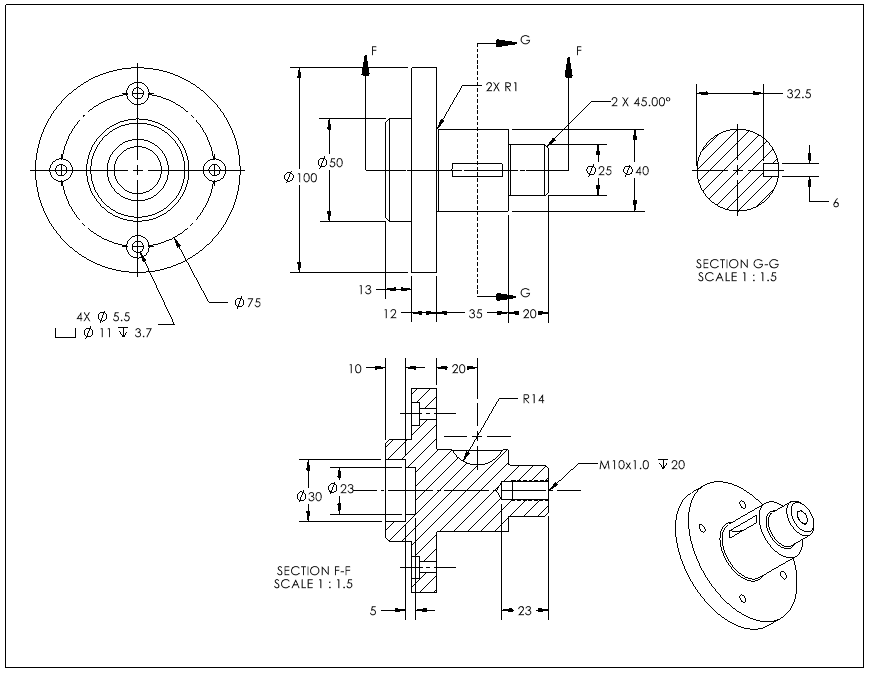 4X Ø 5.5
⌴ Ø 11 ↧ 3.7
Ø75
F
G
F
2X R1
2 X 45.00°
Ø50
Ø100
Ø25
Ø40
13
12
35
20
G
32.5
6
SECTION G-G
SCALE 1 : 1.5
10
20
R14
M10x1.0 ↧ 20
Ø30
Ø23
SECTION F-F
SCALE 1 : 1.5
5
23